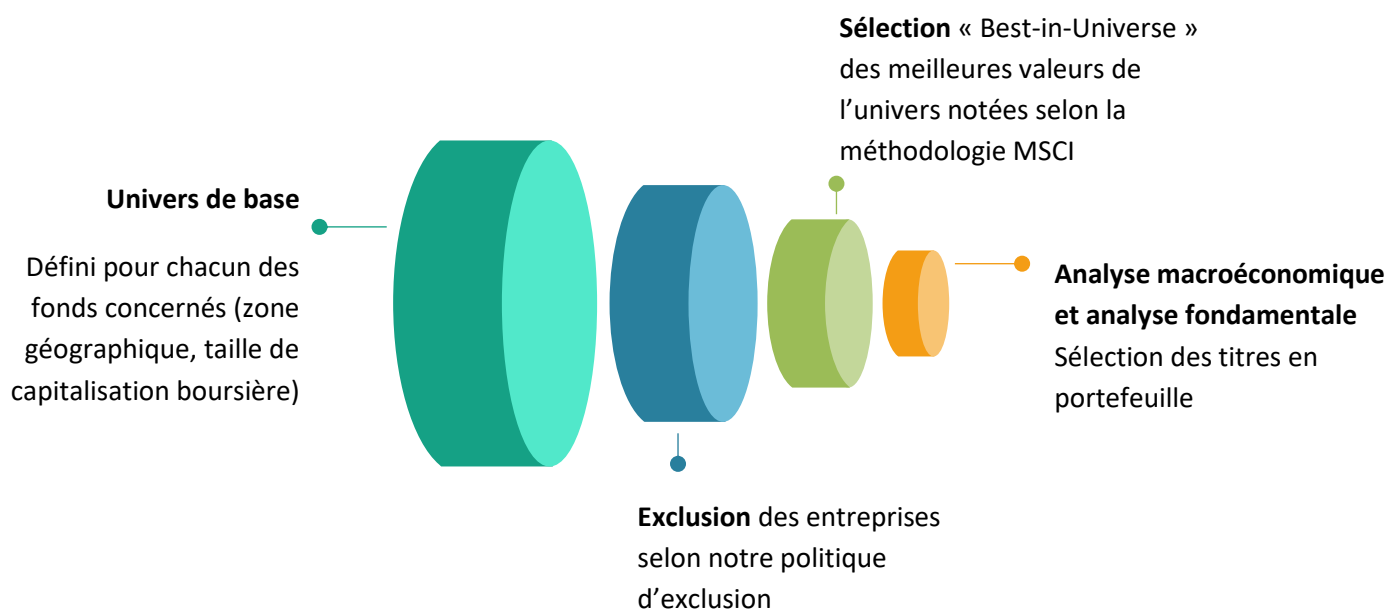 Univers de base
Défini pour chacun des
fonds concernés (zone
géographique, taille de
capitalisation boursière)
Exclusion des entreprises
selon notre politique
d’exclusion
Sélection « Best-in-Universe »
des meilleures valeurs de
l’univers notées selon la
méthodologie MSCI
Analyse macroéconomique
et analyse fondamentale
Sélection des titres en
portefeuille